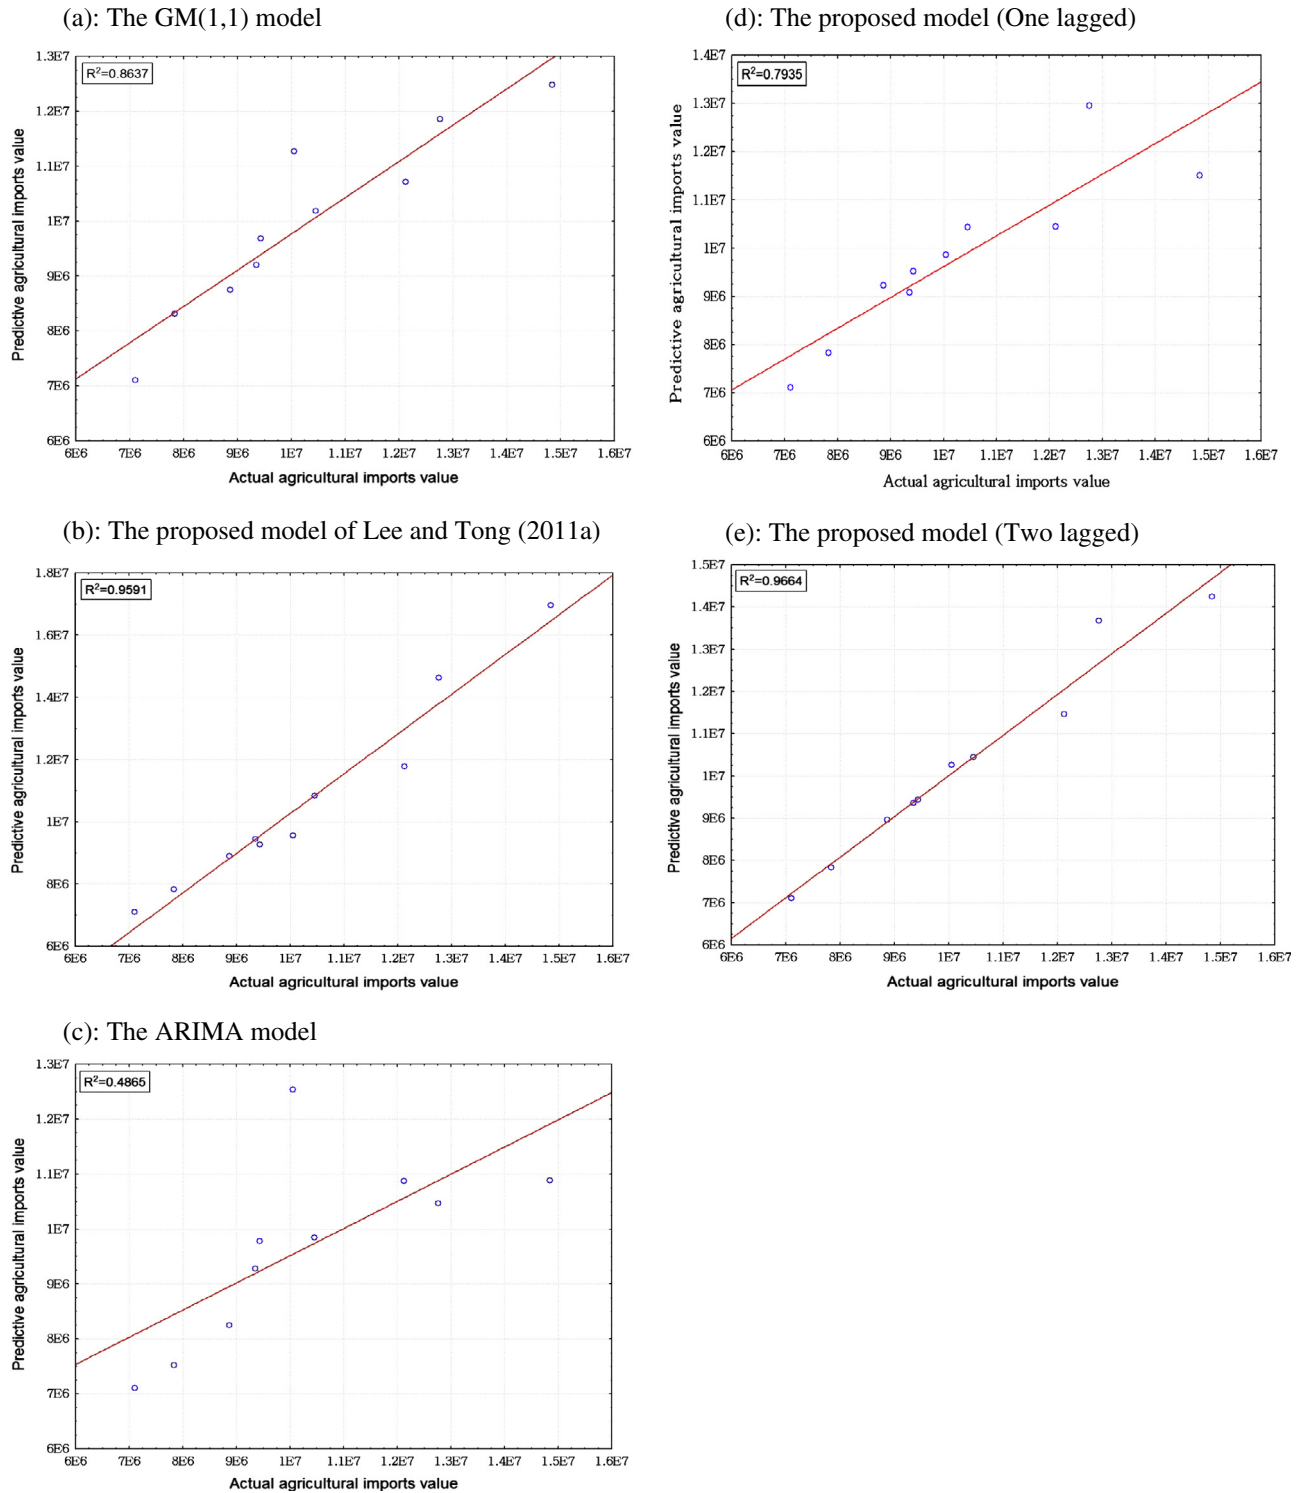 (a): The GM(1,1) model
R²=0.8637
1.3E7
1.2E7
1.1E7
1E7
9E6
8E6
7E6
6E6
Predictive agricultural imports value
6E6 7E6 8E6 9E6 1E7 1.1E7 1.2E7 1.3E7 1.4E7 1.5E7 1.6E7
Actual agricultural imports value
(d): The proposed model (One lagged)
R²=0.7935
1.4E7
1.3E7
1.2E7
1.1E7
1E7
9E6
8E6
7E6
6E6
Predictive agricultural imports value
6E6 7E6 8E6 9E6 1E7 1.1E7 1.2E7 1.3E7 1.4E7 1.5E7 1.6E7
Actual agricultural imports value
(b): The proposed model of Lee and Tong (2011a)
R²=0.9591
1.8E7
1.6E7
1.4E7
1.2E7
1E7
8E6
6E6
Predictive agricultural imports value
6E6 7E6 8E6 9E6 1E7 1.1E7 1.2E7 1.3E7 1.4E7 1.5E7 1.6E7
Actual agricultural imports value
(e): The proposed model (Two lagged)
R²=0.9664
1.5E7
1.4E7
1.3E7
1.2E7
1.1E7
1E7
9E6
8E6
7E6
6E6
Predictive agricultural imports value
6E6 7E6 8E6 9E6 1E7 1.1E7 1.2E7 1.3E7 1.4E7 1.5E7 1.6E7
Actual agricultural imports value
(c): The ARIMA model
R²=0.4865
1.3E7
1.2E7
1.1E7
1E7
9E6
8E6
7E6
6E6
Predictive agricultural imports value
6E6 7E6 8E6 9E6 1E7 1.1E7 1.2E7 1.3E7 1.4E7 1.5E7 1.6E7
Actual agricultural imports value